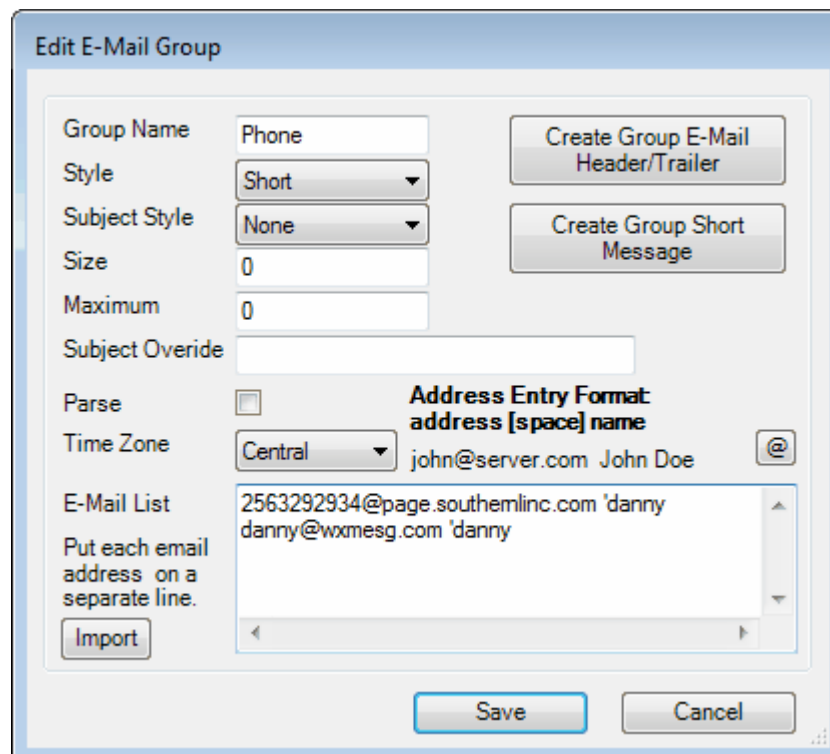 Edit E-Mail Group
Group Name
Phone
Create Group E-Mail
Header/Trailer
Style
Short
Subject Style
None
Create Group Short
Message
Size
0
Maximum
0
Subject Overide
Parse
Address Entry Format:
address [space] name
Time Zone
Central
john@server.com John Doe
@
E-Mail List
2563292934@page.southernlinc.com 'danny
danny@wxmesg.com 'danny
Put each email
address on a
separate line.
Import
Save
Cancel